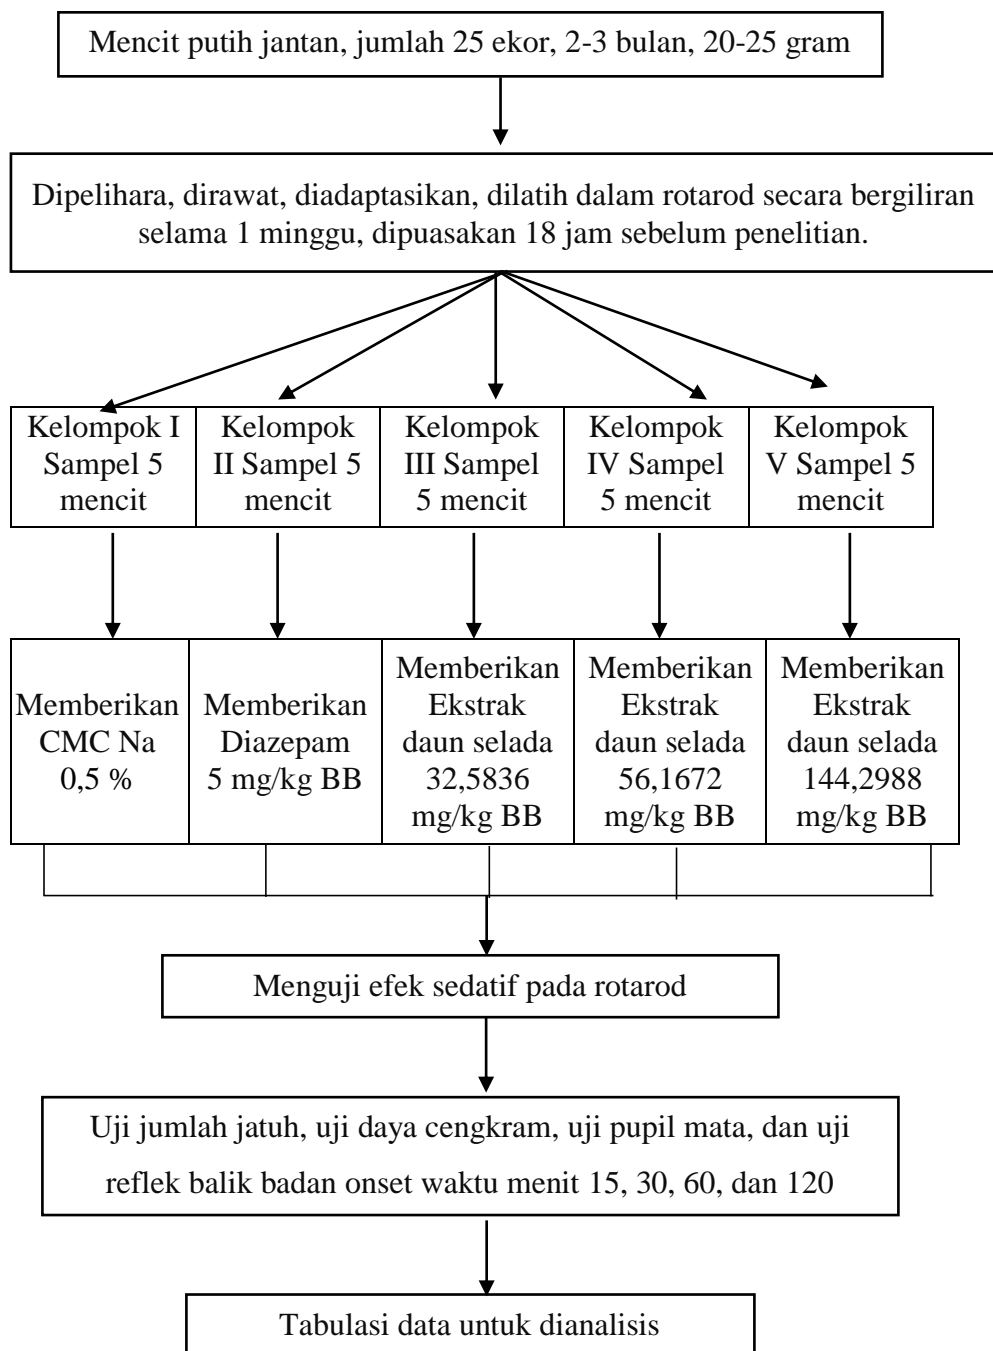 Mencit putih jantan, jumlah 25 ekor, 2-3 bulan, 20-25 gram
Dipelihara, dirawat, diadaptasikan, dilatih dalam rotarod secara bergiliran
selama 1 minggu, dipuasakan 18 jam sebelum penelitian.
Kelompok I
Sampel 5
mencit
Kelompok
II Sampel 5
mencit
Kelompok
III Sampel
5 mencit
Kelompok
IV Sampel
5 mencit
Kelompok
V Sampel 5
mencit
Memberikan
CMC Na
0,5 %
Memberikan
Diazepam
5 mg/kg BB
Memberikan
Ekstrak
daun selada
32,5836
mg/kg BB
Memberikan
Ekstrak
daun selada
56,1672
mg/kg BB
Memberikan
Ekstrak
daun selada
144,2988
mg/kg BB
Menguji efek sedatif pada rotarod
Uji jumlah jatuh, uji daya cengkram, uji pupil mata, dan uji
reflek balik badan onset waktu menit 15, 30, 60, dan 120
Tabulasi data untuk dianalisis